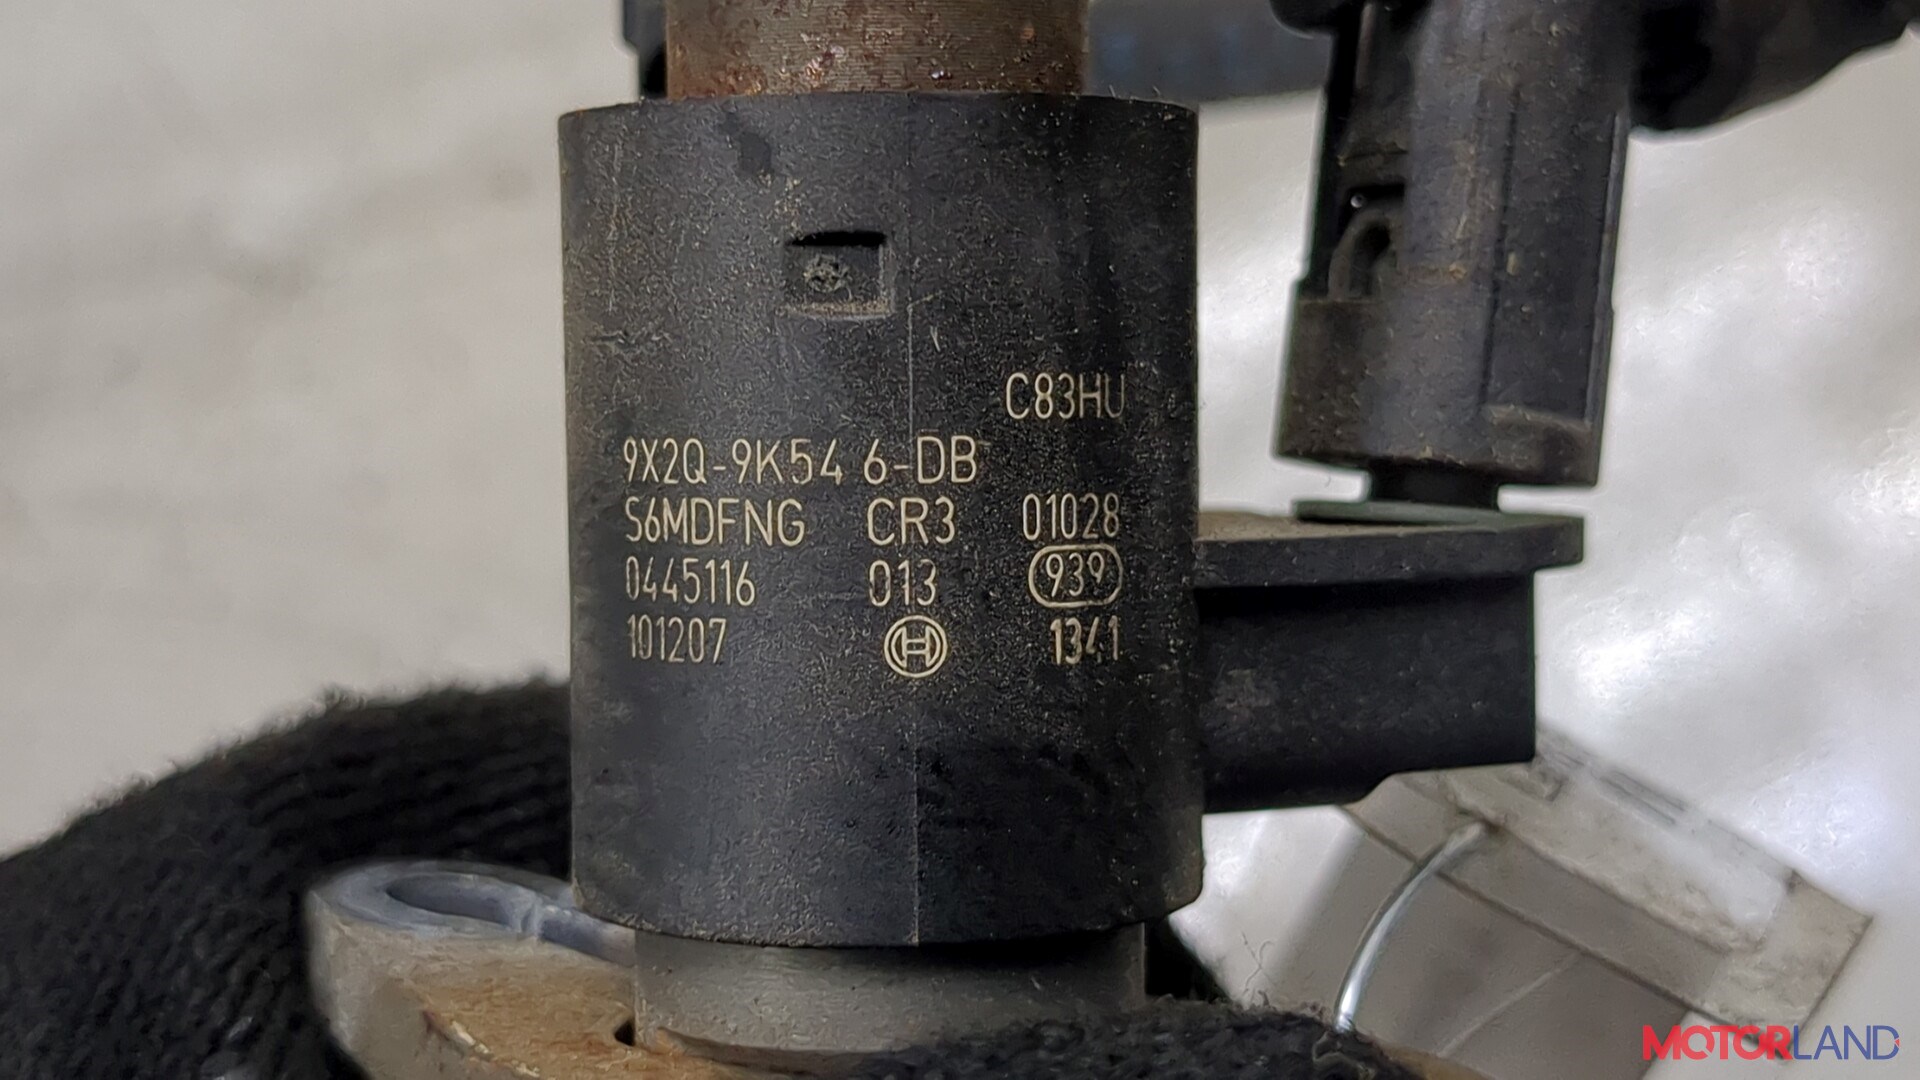 C83HU
9X2Q-9K54 6-DB
S6MDFNG CR3 01028
0445116 013 939
101207 1341
MOTORLAND